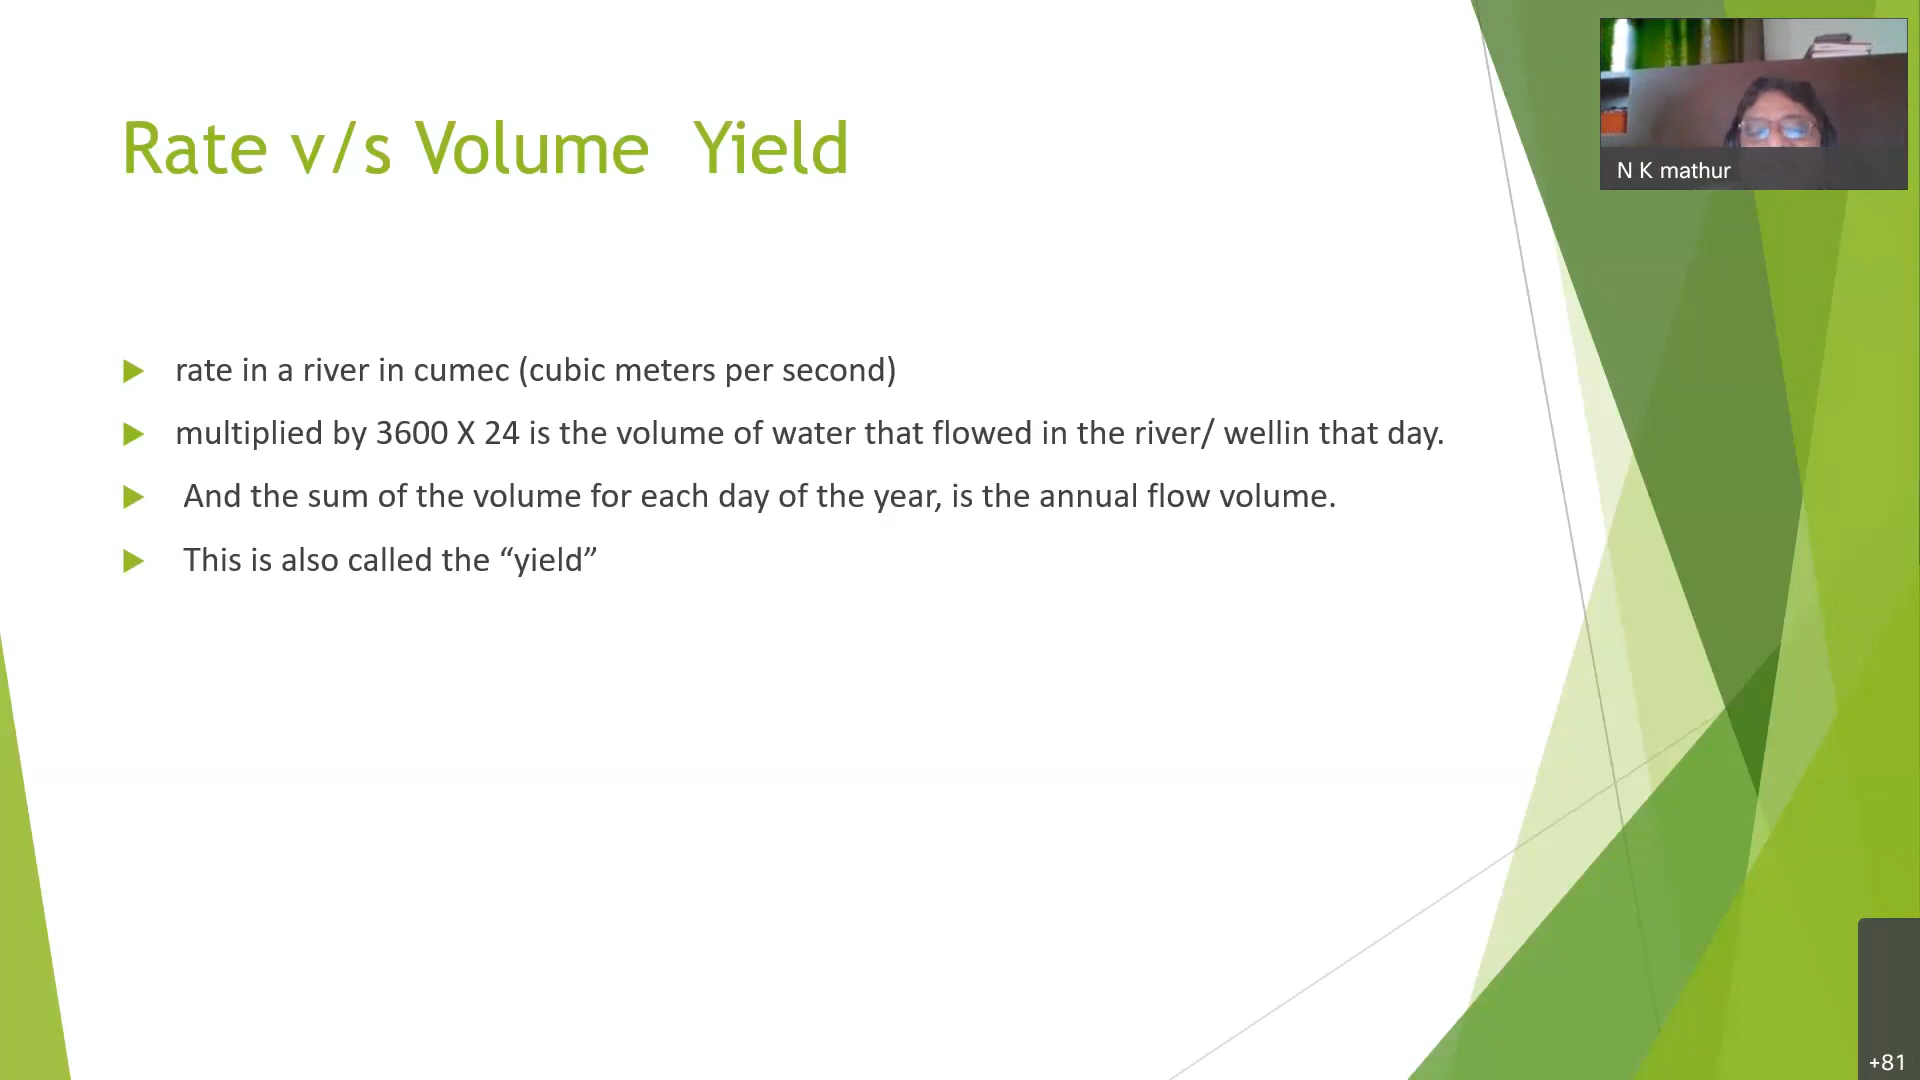 Rate v/s Volume  Yield
N K mathur
rate in a river in cumec (cubic meters per second)
multiplied by 3600 X 24 is the volume of water that flowed in the river/ wellin that day.
And the sum of the volume for each day of the year, is the annual flow volume.
This is also called the “yield”
+81